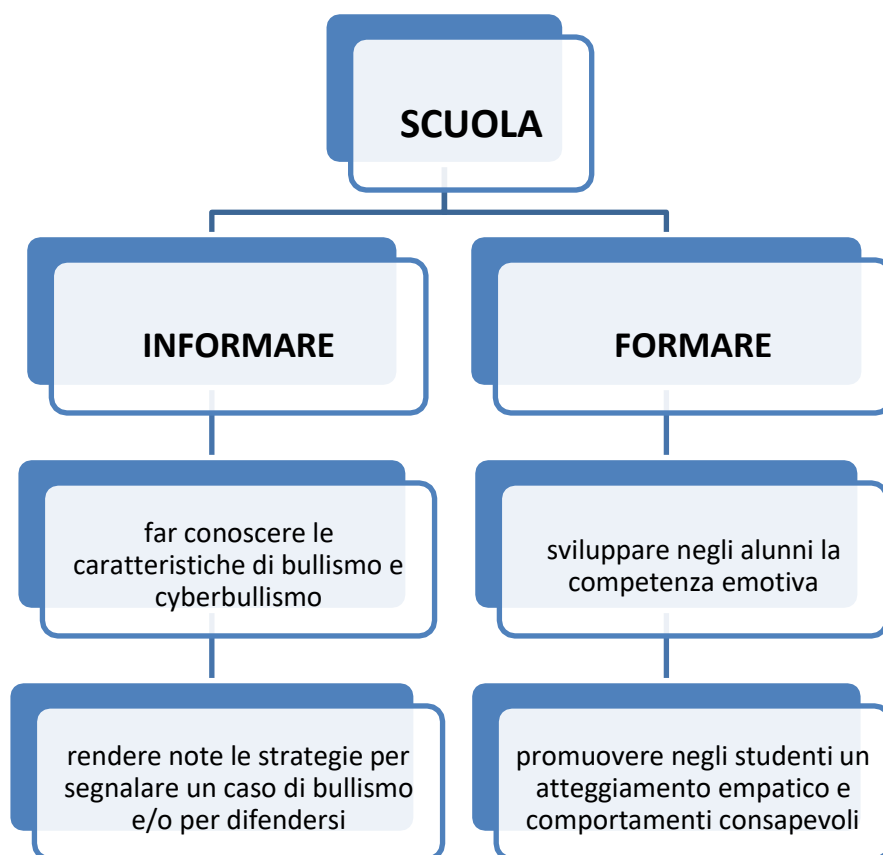 SCUOLA
INFORMARE
FORMARE
far conoscere le
caratteristiche di bullismo e
cyberbullismo
sviluppare negli alunni la
competenza emotiva
rendere note le strategie per
segnalare un caso di bullismo
e/o per difendersi
promuovere negli studenti un
atteggiamento empatico e
comportamenti consapevoli